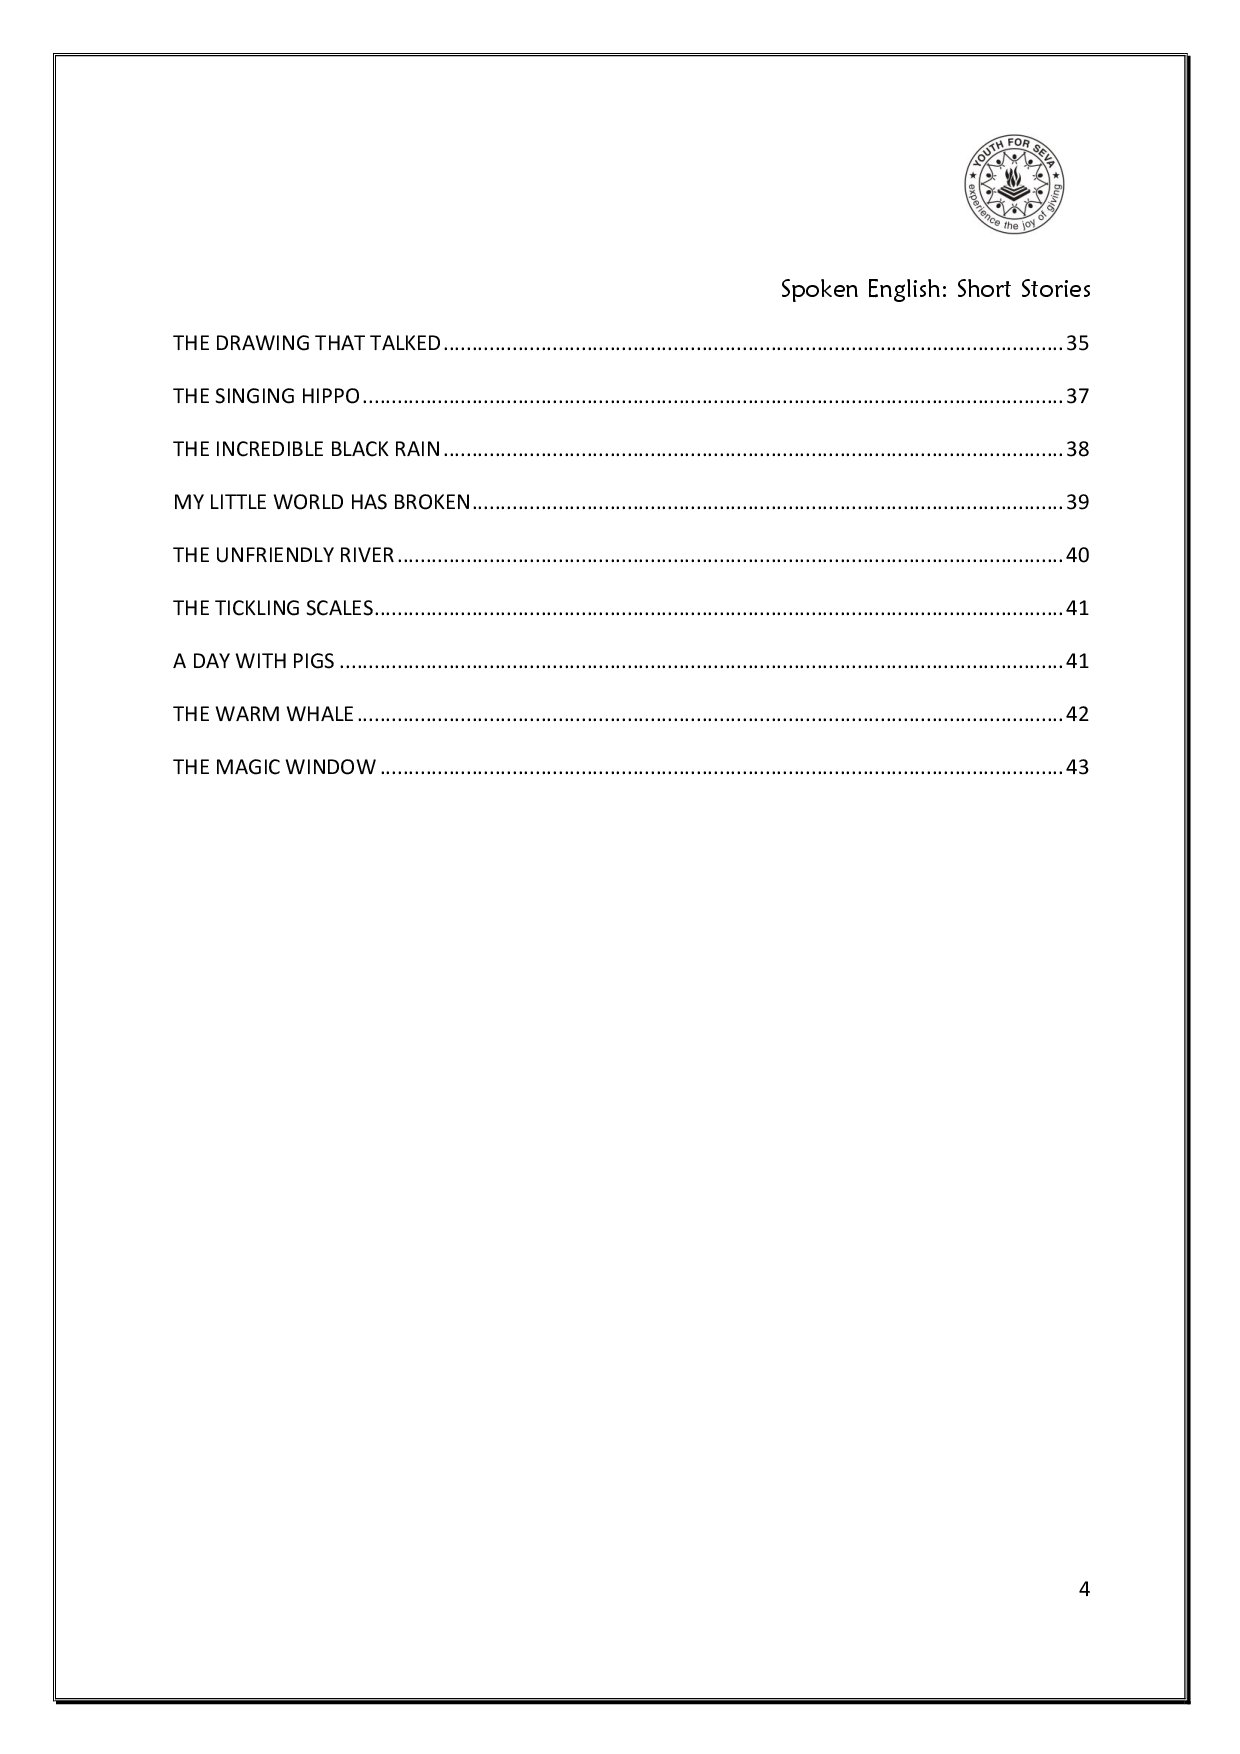 YOUTH FOR SEVA
experience the joy of giving
Spoken English: Short Stories
THE DRAWING THAT TALKED............................................................................................................35
THE SINGING HIPPO..........................................................................................................................37
THE INCREDIBLE BLACK RAIN............................................................................................................38
MY LITTLE WORLD HAS BROKEN.......................................................................................................39
THE UNFRIENDLY RIVER....................................................................................................................40
THE TICKLING SCALES........................................................................................................................41
A DAY WITH PIGS ..............................................................................................................................41
THE WARM WHALE...........................................................................................................................42
THE MAGIC WINDOW .......................................................................................................................43
4